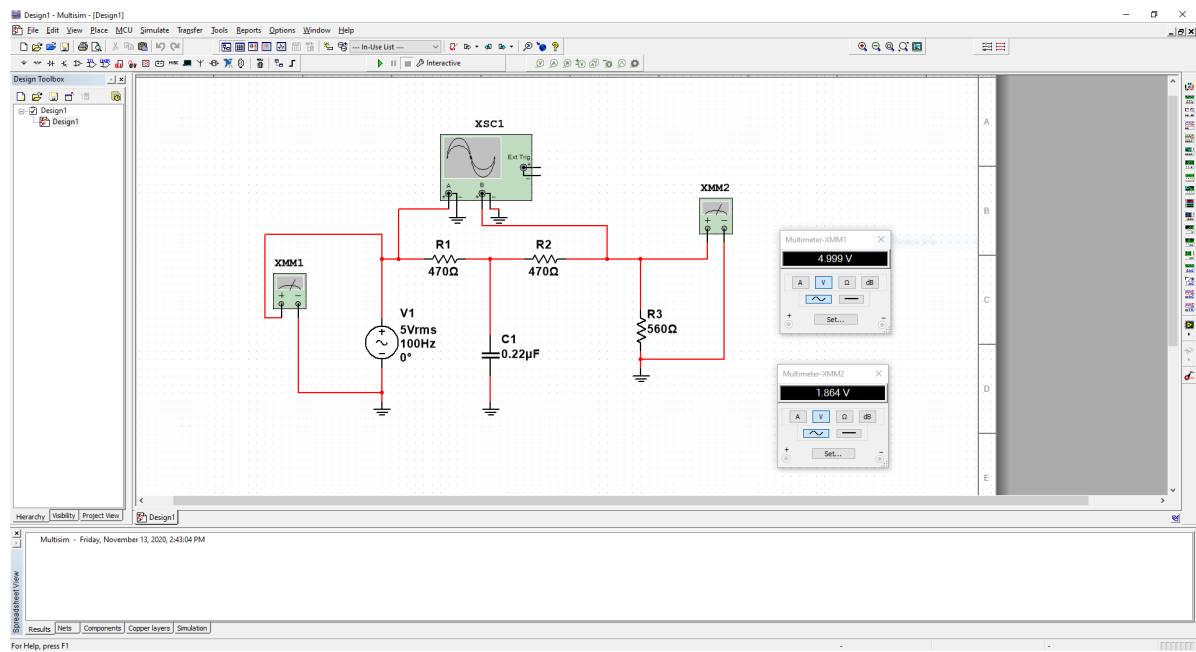 Design1 - Multisim - [Design1]
File Edit View Place MCU Simulate Transfer Tools Reports Options Window Help
--- In-Use List ---
Interactive
Design Toolbox
Design1
Design1
XSC1
Ext Trig
A B
XMM2
XMM1
R1
470Ω
R2
470Ω
V1
5Vrms
100Hz
0°
C1
0.22µF
R3
560Ω
Multimeter-XMM1
4.999 V
A V Ω dB
Set...
Multimeter-XMM2
1.864 V
A V Ω dB
Set...
A
B
C
D
E
Hierarchy Visibility Project View
Design1
Multisim - Friday, November 13, 2020, 2:43:04 PM
Spreadsheet View
Results Nets Components Copper layers Simulation
For Help, press F1